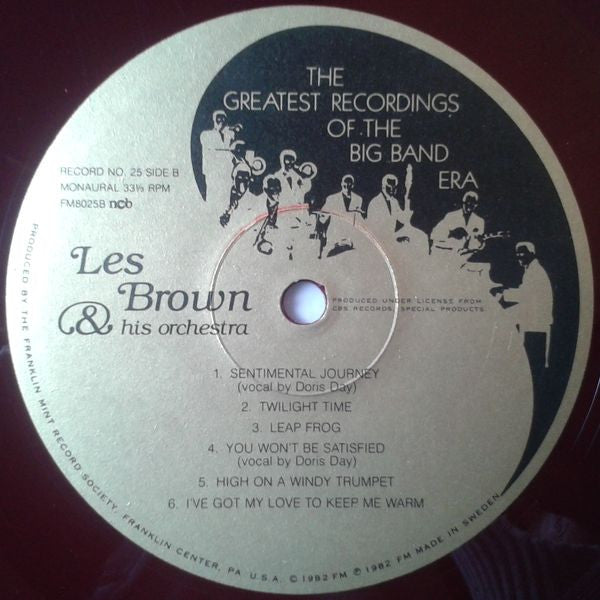 THE
GREATEST RECORDINGS
OF THE
BIG BAND
ERA
RECORD NO. 25 SIDE B
MONAURAL 33⅓ RPM
FM8025B ncb
Les
Brown
& his orchestra
PRODUCED UNDER LICENSE FROM
CBS RECORDS, SPECIAL PRODUCTS.
1. SENTIMENTAL JOURNEY
(vocal by Doris Day)
2. TWILIGHT TIME
3. LEAP FROG
4. YOU WON'T BE SATISFIED
(vocal by Doris Day)
5. HIGH ON A WINDY TRUMPET
6. I'VE GOT MY LOVE TO KEEP ME WARM
PRODUCED BY THE FRANKLIN MINT RECORD SOCIETY, FRANKLIN CENTER, PA U.S.A. © 1982 FM ℗ 1982 FM MADE IN SWEDEN